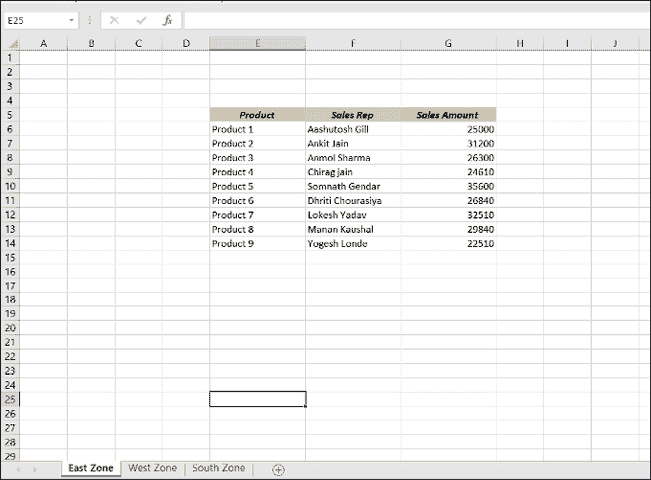 E25 fx
A B C D E F G H I J
1
2
3
4
5 Product Sales Rep Sales Amount
6 Product 1 Aashutosh Gill 25000
7 Product 2 Ankit Jain 31200
8 Product 3 Anmol Sharma 26300
9 Product 4 Chirag jain 24610
10 Product 5 Somnath Gendar 35600
11 Product 6 Dhriti Chourasiya 26840
12 Product 7 Lokesh Yadav 32510
13 Product 8 Manan Kaushal 29840
14 Product 9 Yogesh Londe 22510
15
16
17
18
19
20
21
22
23
24
25
26
27
28
29
East Zone West Zone South Zone